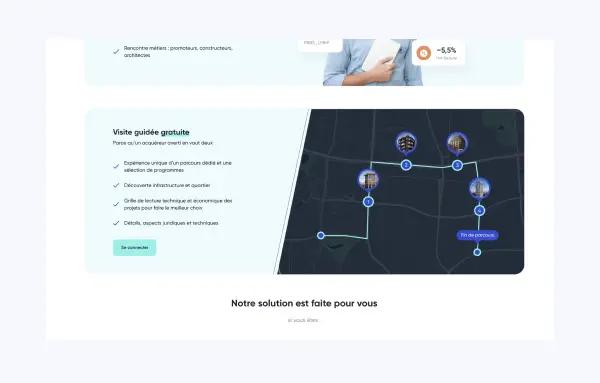 Rencontre métiers : promoteurs, constructeurs,
architectes
−5,5%
Visite guidée gratuite
Parce qu'un acquéreur averti en vaut deux
Expérience unique d'un parcours dédié et une
sélection de programmes
Découverte infrastructure et quartier
Grille de lecture technique et économique des
projets pour faire le meilleur choix
Détails, aspects juridiques et techniques
Se connecter
1
2
3
4
Fin de parcours
Notre solution est faite pour vous
si vous êtes :